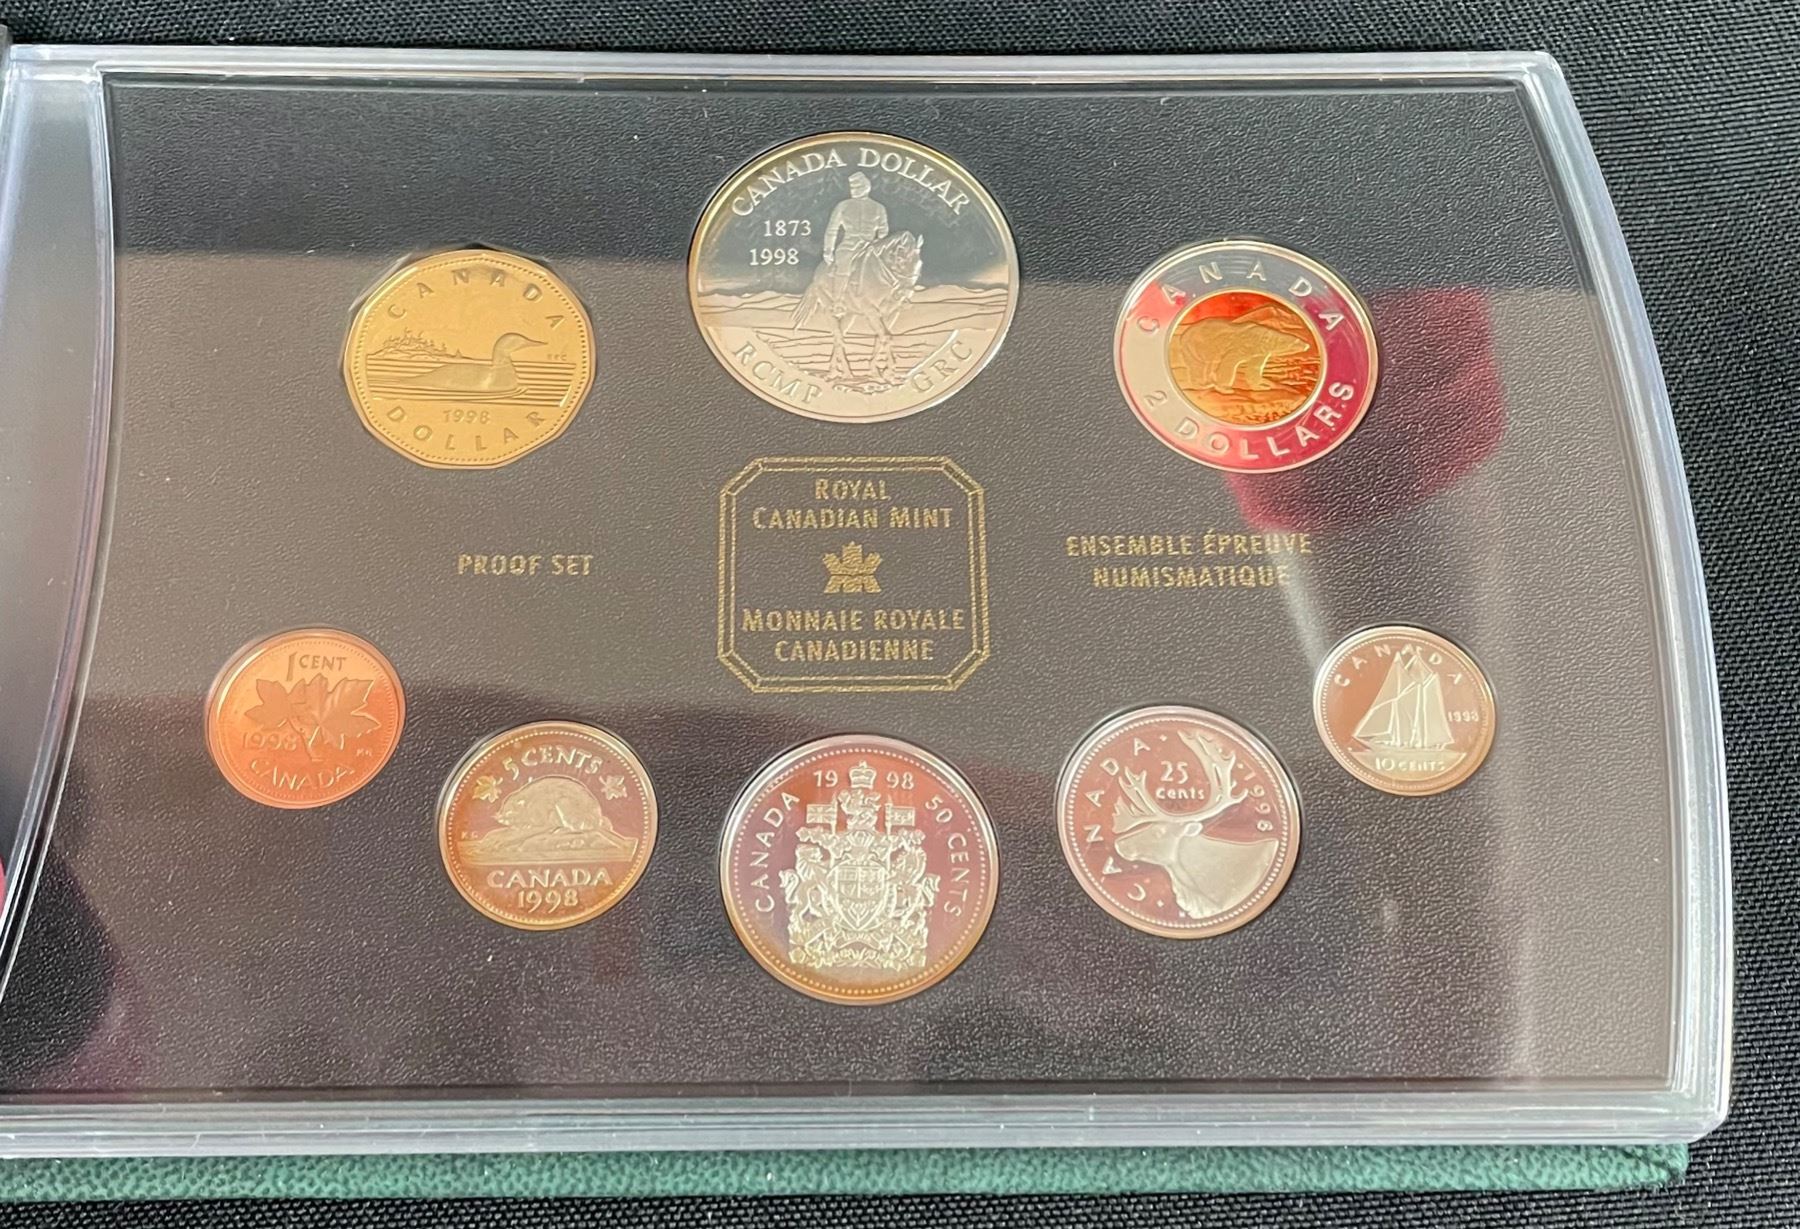 CANADA DOLLAR
1873
1998
RCMP GRC
CANADA
1998
DOLLAR
CANADA
2 DOLLARS
ROYAL
CANADIAN MINT
MONNAIE ROYALE
CANADIENNE
PROOF SET
ENSEMBLE ÉPREUVE
NUMISMATIQUE
1 CENT
1998
CANADA
5 CENTS
KG
CANADA
1998
1998
CANADA
50 CENTS
CANADA
25
cents
1998
CANADA
1998
10 CENTS